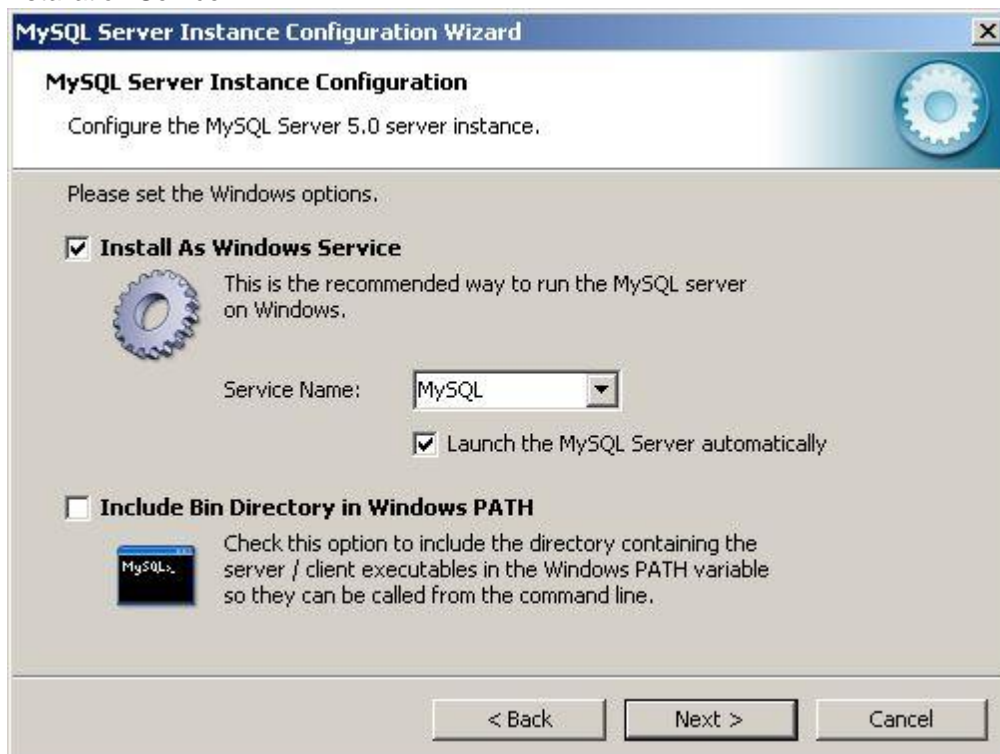 MySQL Server Instance Configuration Wizard
MySQL Server Instance Configuration
Configure the MySQL Server 5.0 server instance.
Please set the Windows options.
Install As Windows Service
This is the recommended way to run the MySQL server
on Windows.
Service Name:
MySQL
Launch the MySQL Server automatically
Include Bin Directory in Windows PATH
MySQL>_
Check this option to include the directory containing the
server / client executables in the Windows PATH variable
so they can be called from the command line.
< Back
Next >
Cancel